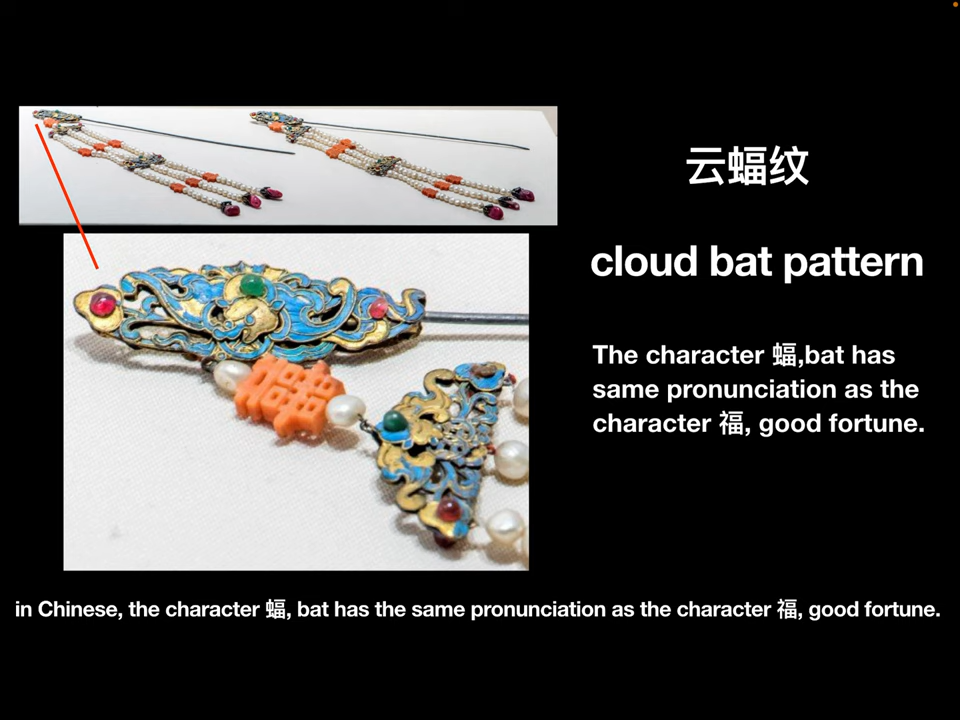 云蝠纹
cloud bat pattern
The character 蝠,bat has
same pronunciation as the
character 福, good fortune.
囍
in Chinese, the character 蝠, bat has the same pronunciation as the character 福, good fortune.